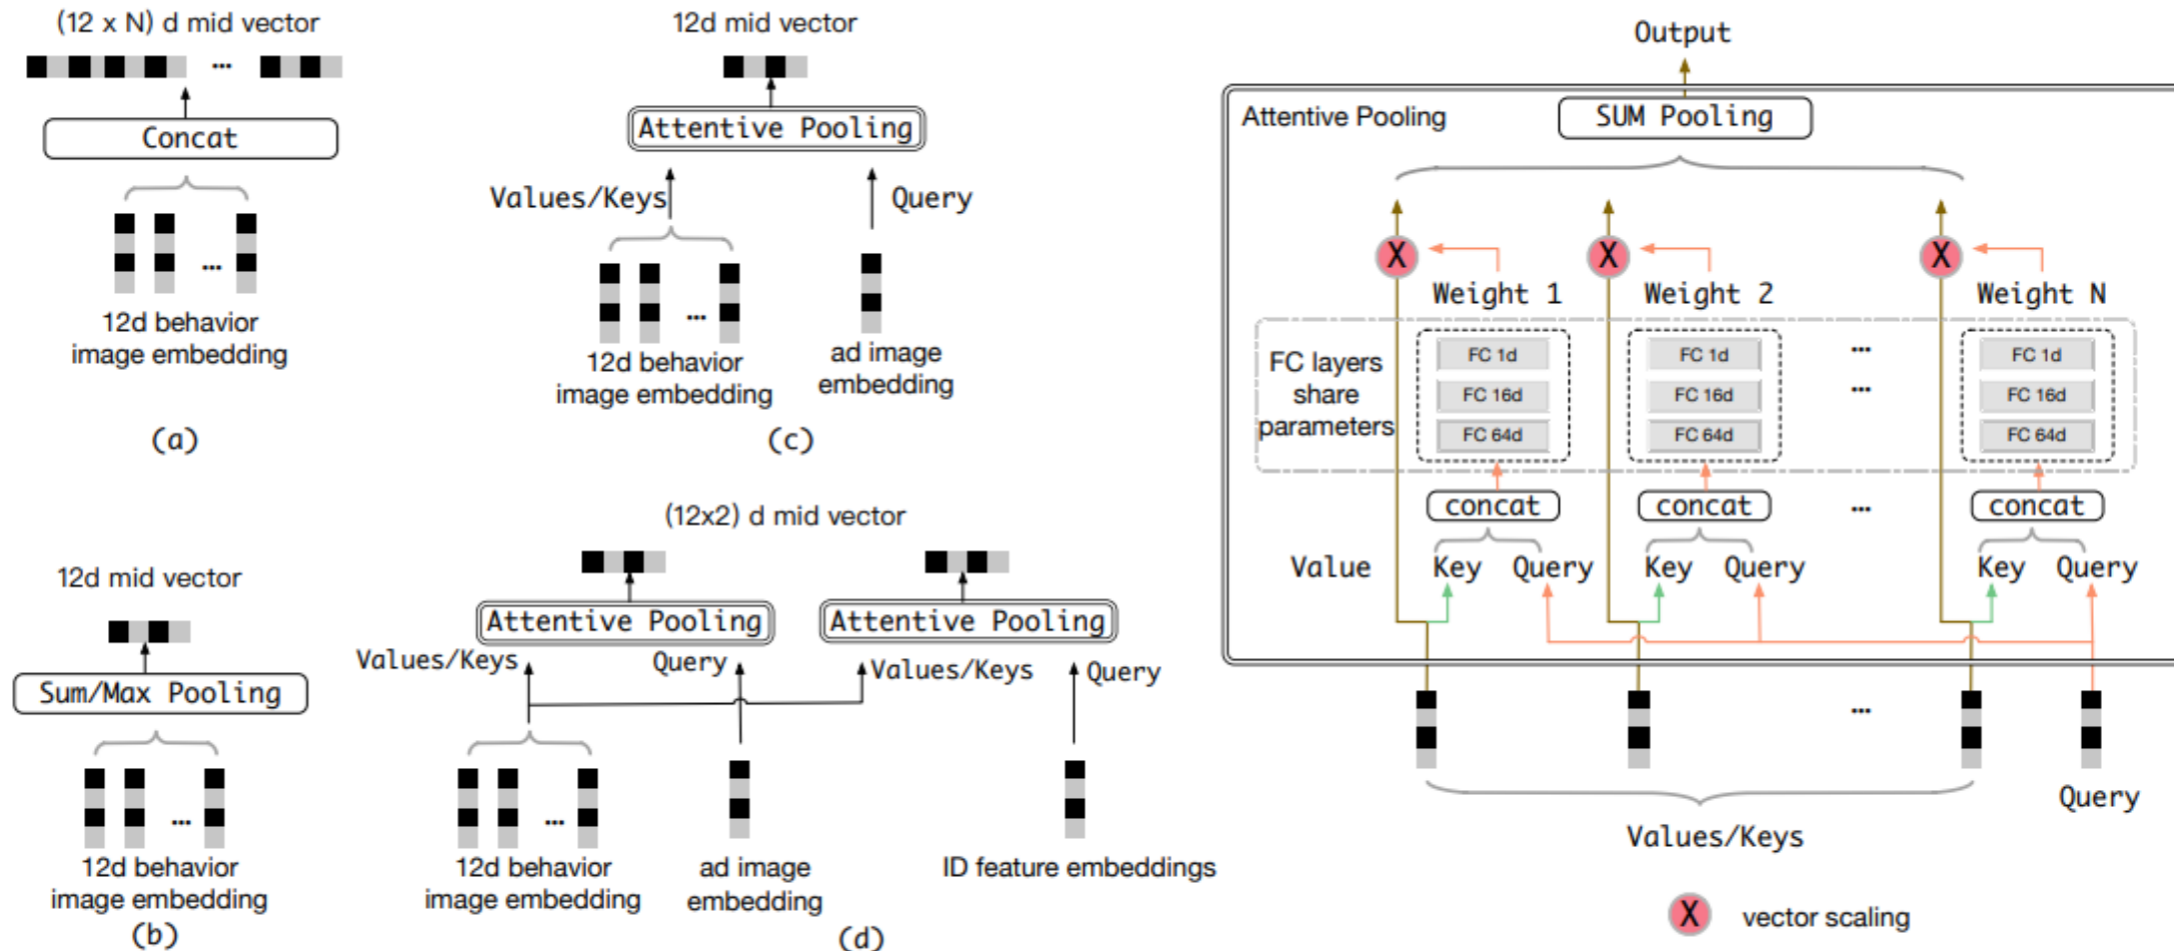 (12 x N) d mid vector
...
Concat
...
12d behavior
image embedding
(a)
12d mid vector
Sum/Max Pooling
...
12d behavior
image embedding
(b)
12d mid vector
Attentive Pooling
Values/Keys
Query
...
12d behavior
image embedding
ad image
embedding
(c)
(12x2) d mid vector
Attentive Pooling
Attentive Pooling
Values/Keys
Query
Values/Keys
Query
...
12d behavior
image embedding
ad image
embedding
ID feature embeddings
(d)
Output
Attentive Pooling
SUM Pooling
X
X
X
Weight 1
Weight 2
Weight N
FC layers
share
parameters
FC 1d
FC 16d
FC 64d
FC 1d
FC 16d
FC 64d
...
...
FC 1d
FC 16d
FC 64d
concat
concat
...
concat
Value
Key
Query
Key
Query
Key
Query
...
Query
Values/Keys
X vector scaling